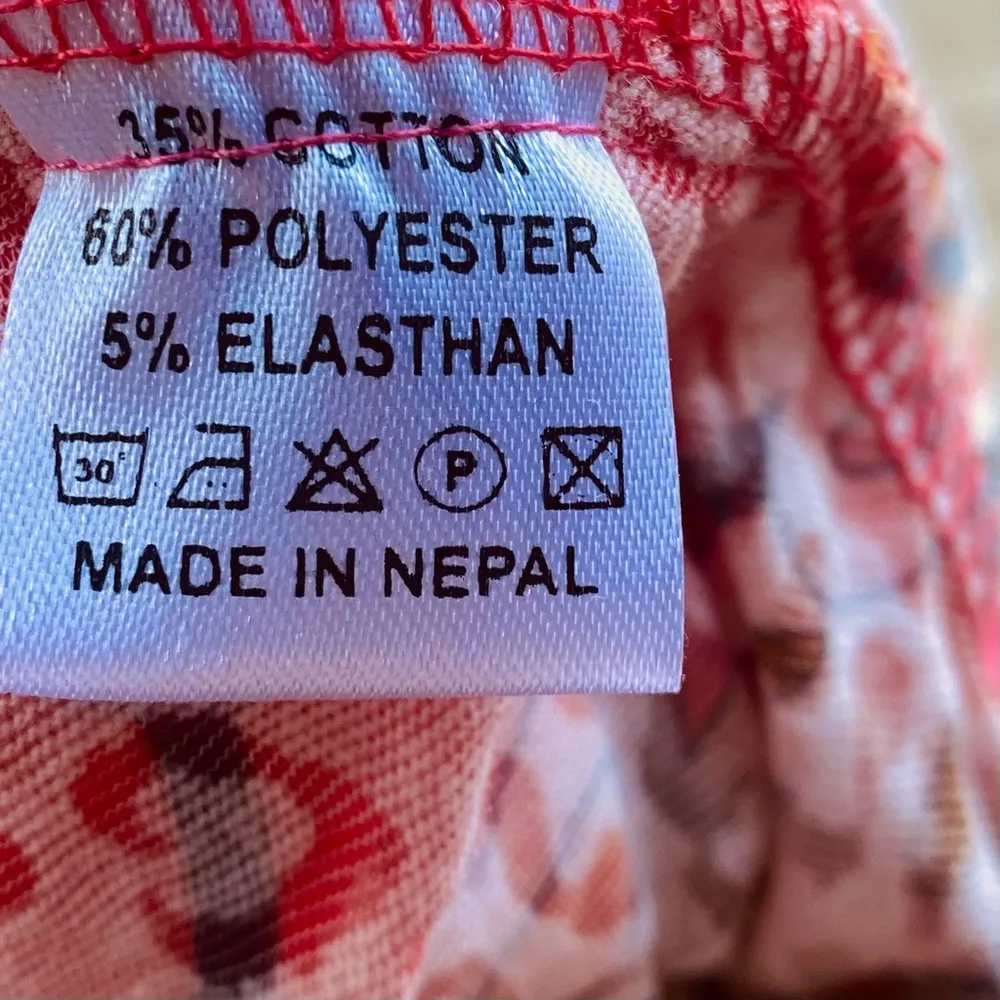 35% COTTON
60% POLYESTER
5% ELASTHAN
30° P
MADE IN NEPAL